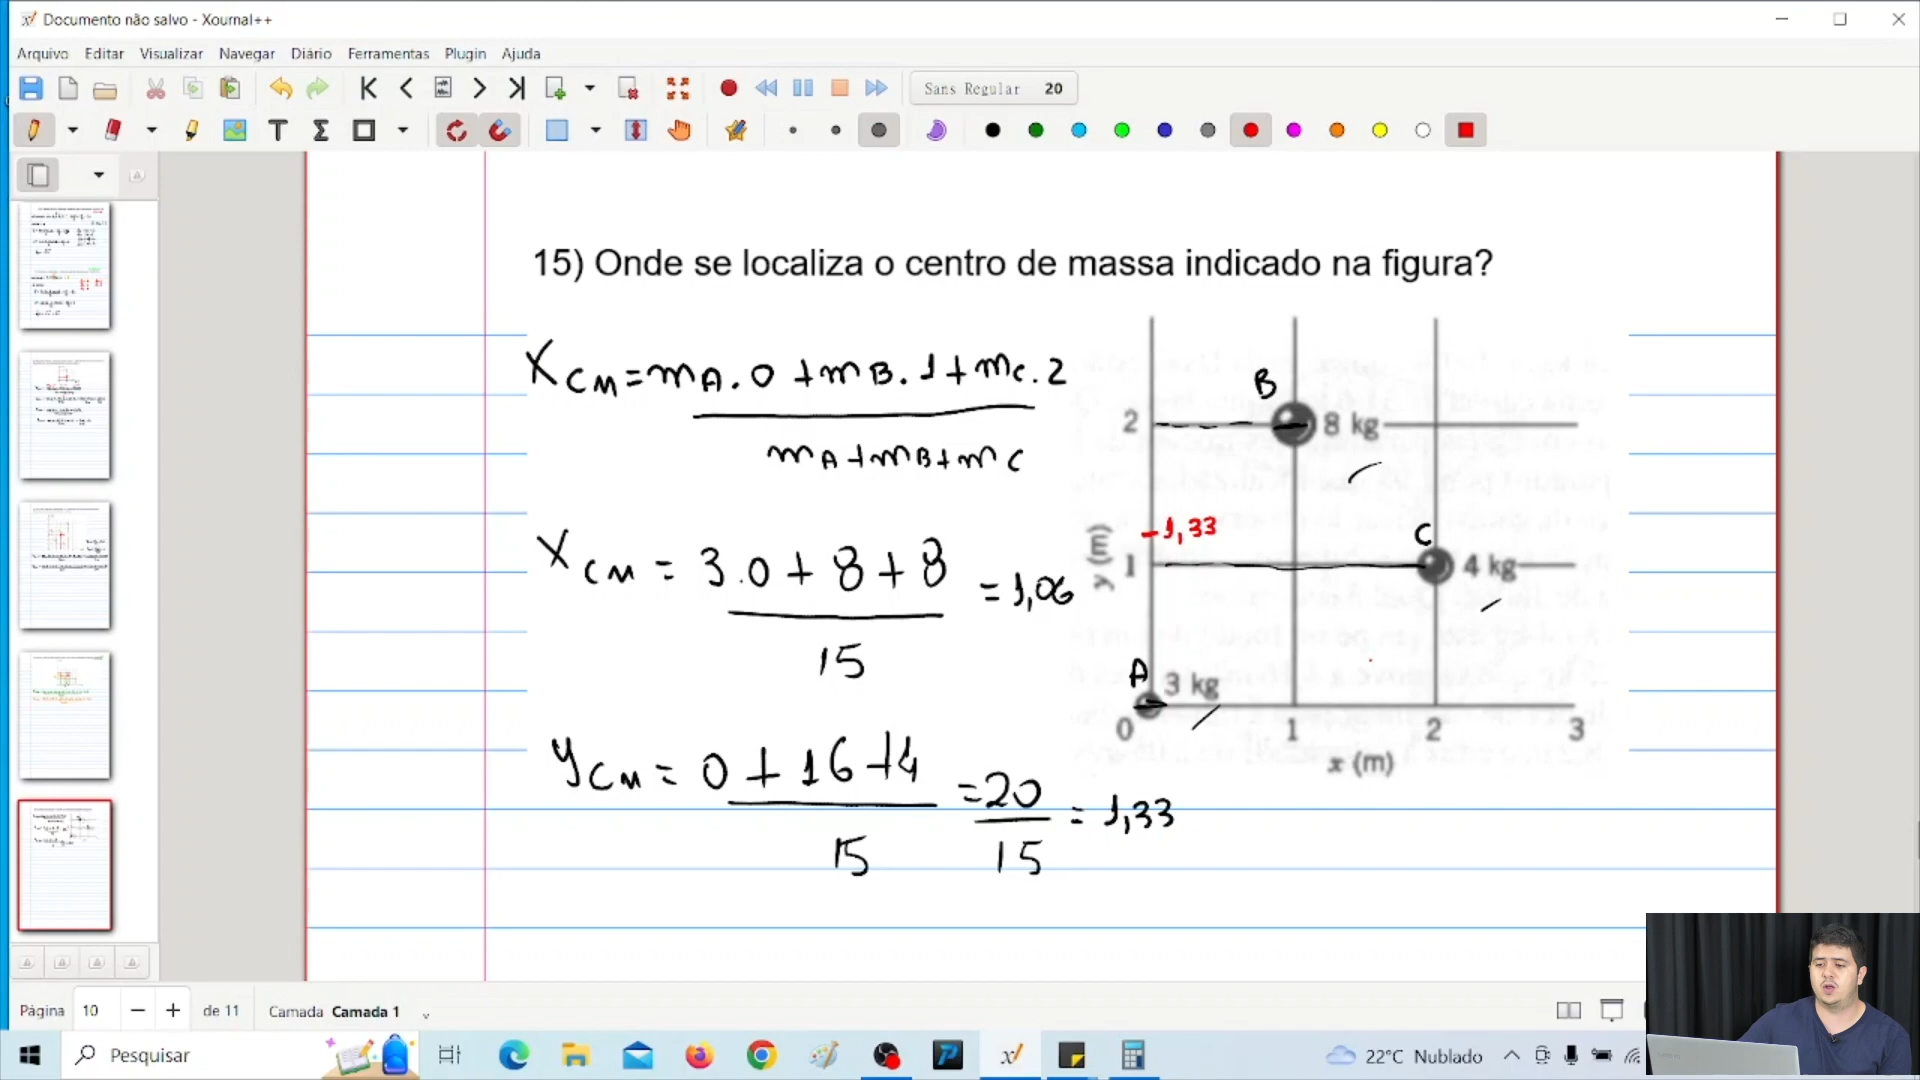 Documento não salvo - Xournal++
Arquivo Editar Visualizar Navegar Diário Ferramentas Plugin Ajuda
Sans Regular 20
15) Onde se localiza o centro de massa indicado na figura?
XCM = mA.0 + mB.1 + mC.2
mA + mB + mC
XCM = 3.0 + 8 + 8 = 1,06
15
yCM = 0 + 16 + 4 = 20 = 1,33
15 15
B
2 8 kg
-1,33
C
y (m)
1 4 kg
A
3 kg
0 1 2 3
x (m)
Página 10 de 11 Camada Camada 1
Pesquisar
22°C Nublado